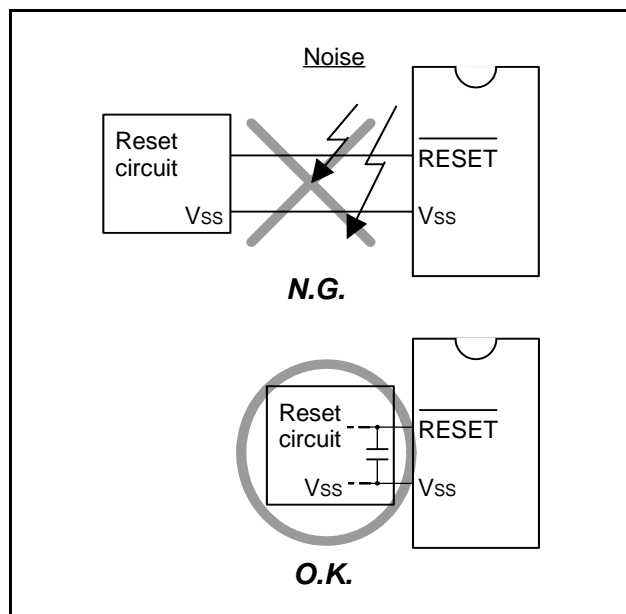 Noise
Reset
circuit
VSS
RESET
VSS
N.G.
Reset
circuit
VSS
RESET
VSS
O.K.